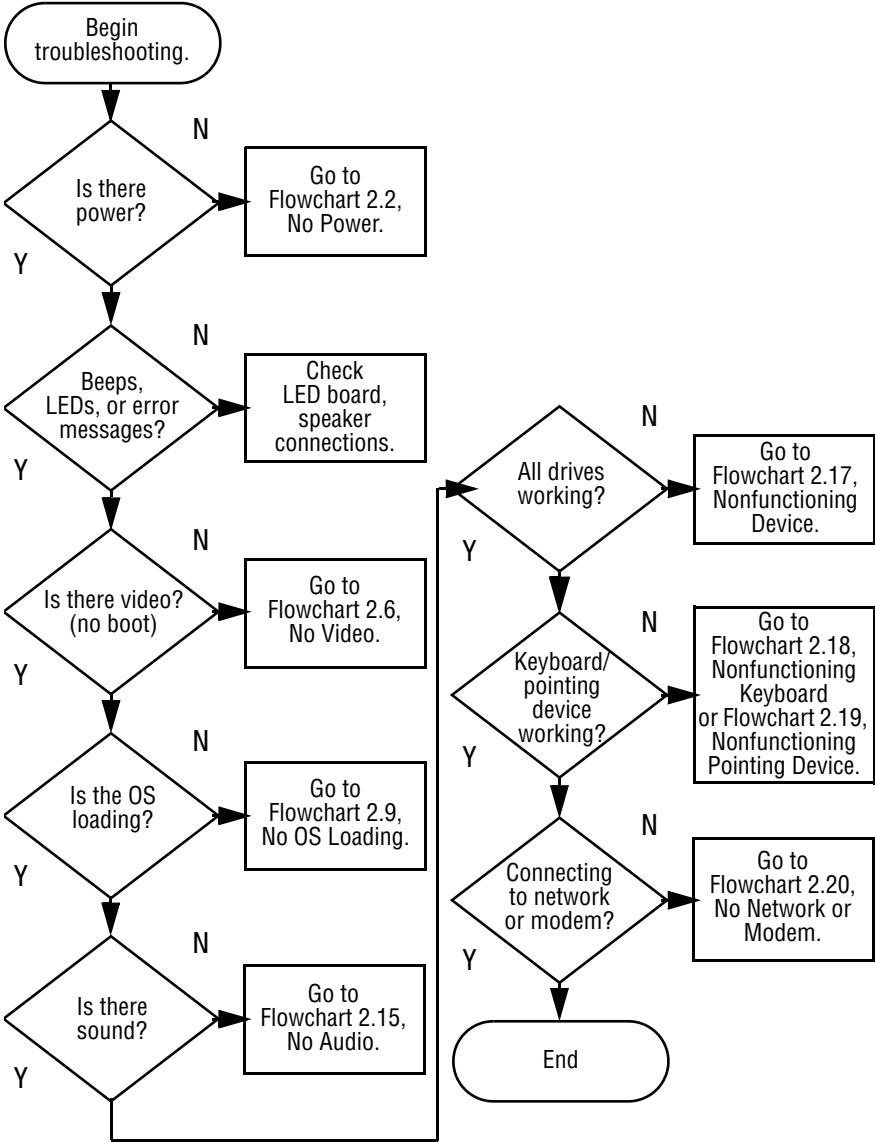 Begin
troubleshooting.
N
Is there
power?
Go to
Flowchart 2.2,
No Power.
Y
N
Beeps,
LEDs, or error
messages?
Check
LED board,
speaker
connections.
Y
N
Is there video?
(no boot)
Go to
Flowchart 2.6,
No Video.
Y
N
Is the OS
loading?
Go to
Flowchart 2.9,
No OS Loading.
Y
N
Is there
sound?
Go to
Flowchart 2.15,
No Audio.
Y
N
All drives
working?
Go to
Flowchart 2.17,
Nonfunctioning
Device.
Y
N
Keyboard/
pointing
device
working?
Go to
Flowchart 2.18,
Nonfunctioning
Keyboard
or Flowchart 2.19,
Nonfunctioning
Pointing Device.
Y
N
Connecting
to network
or modem?
Go to
Flowchart 2.20,
No Network or
Modem.
Y
End